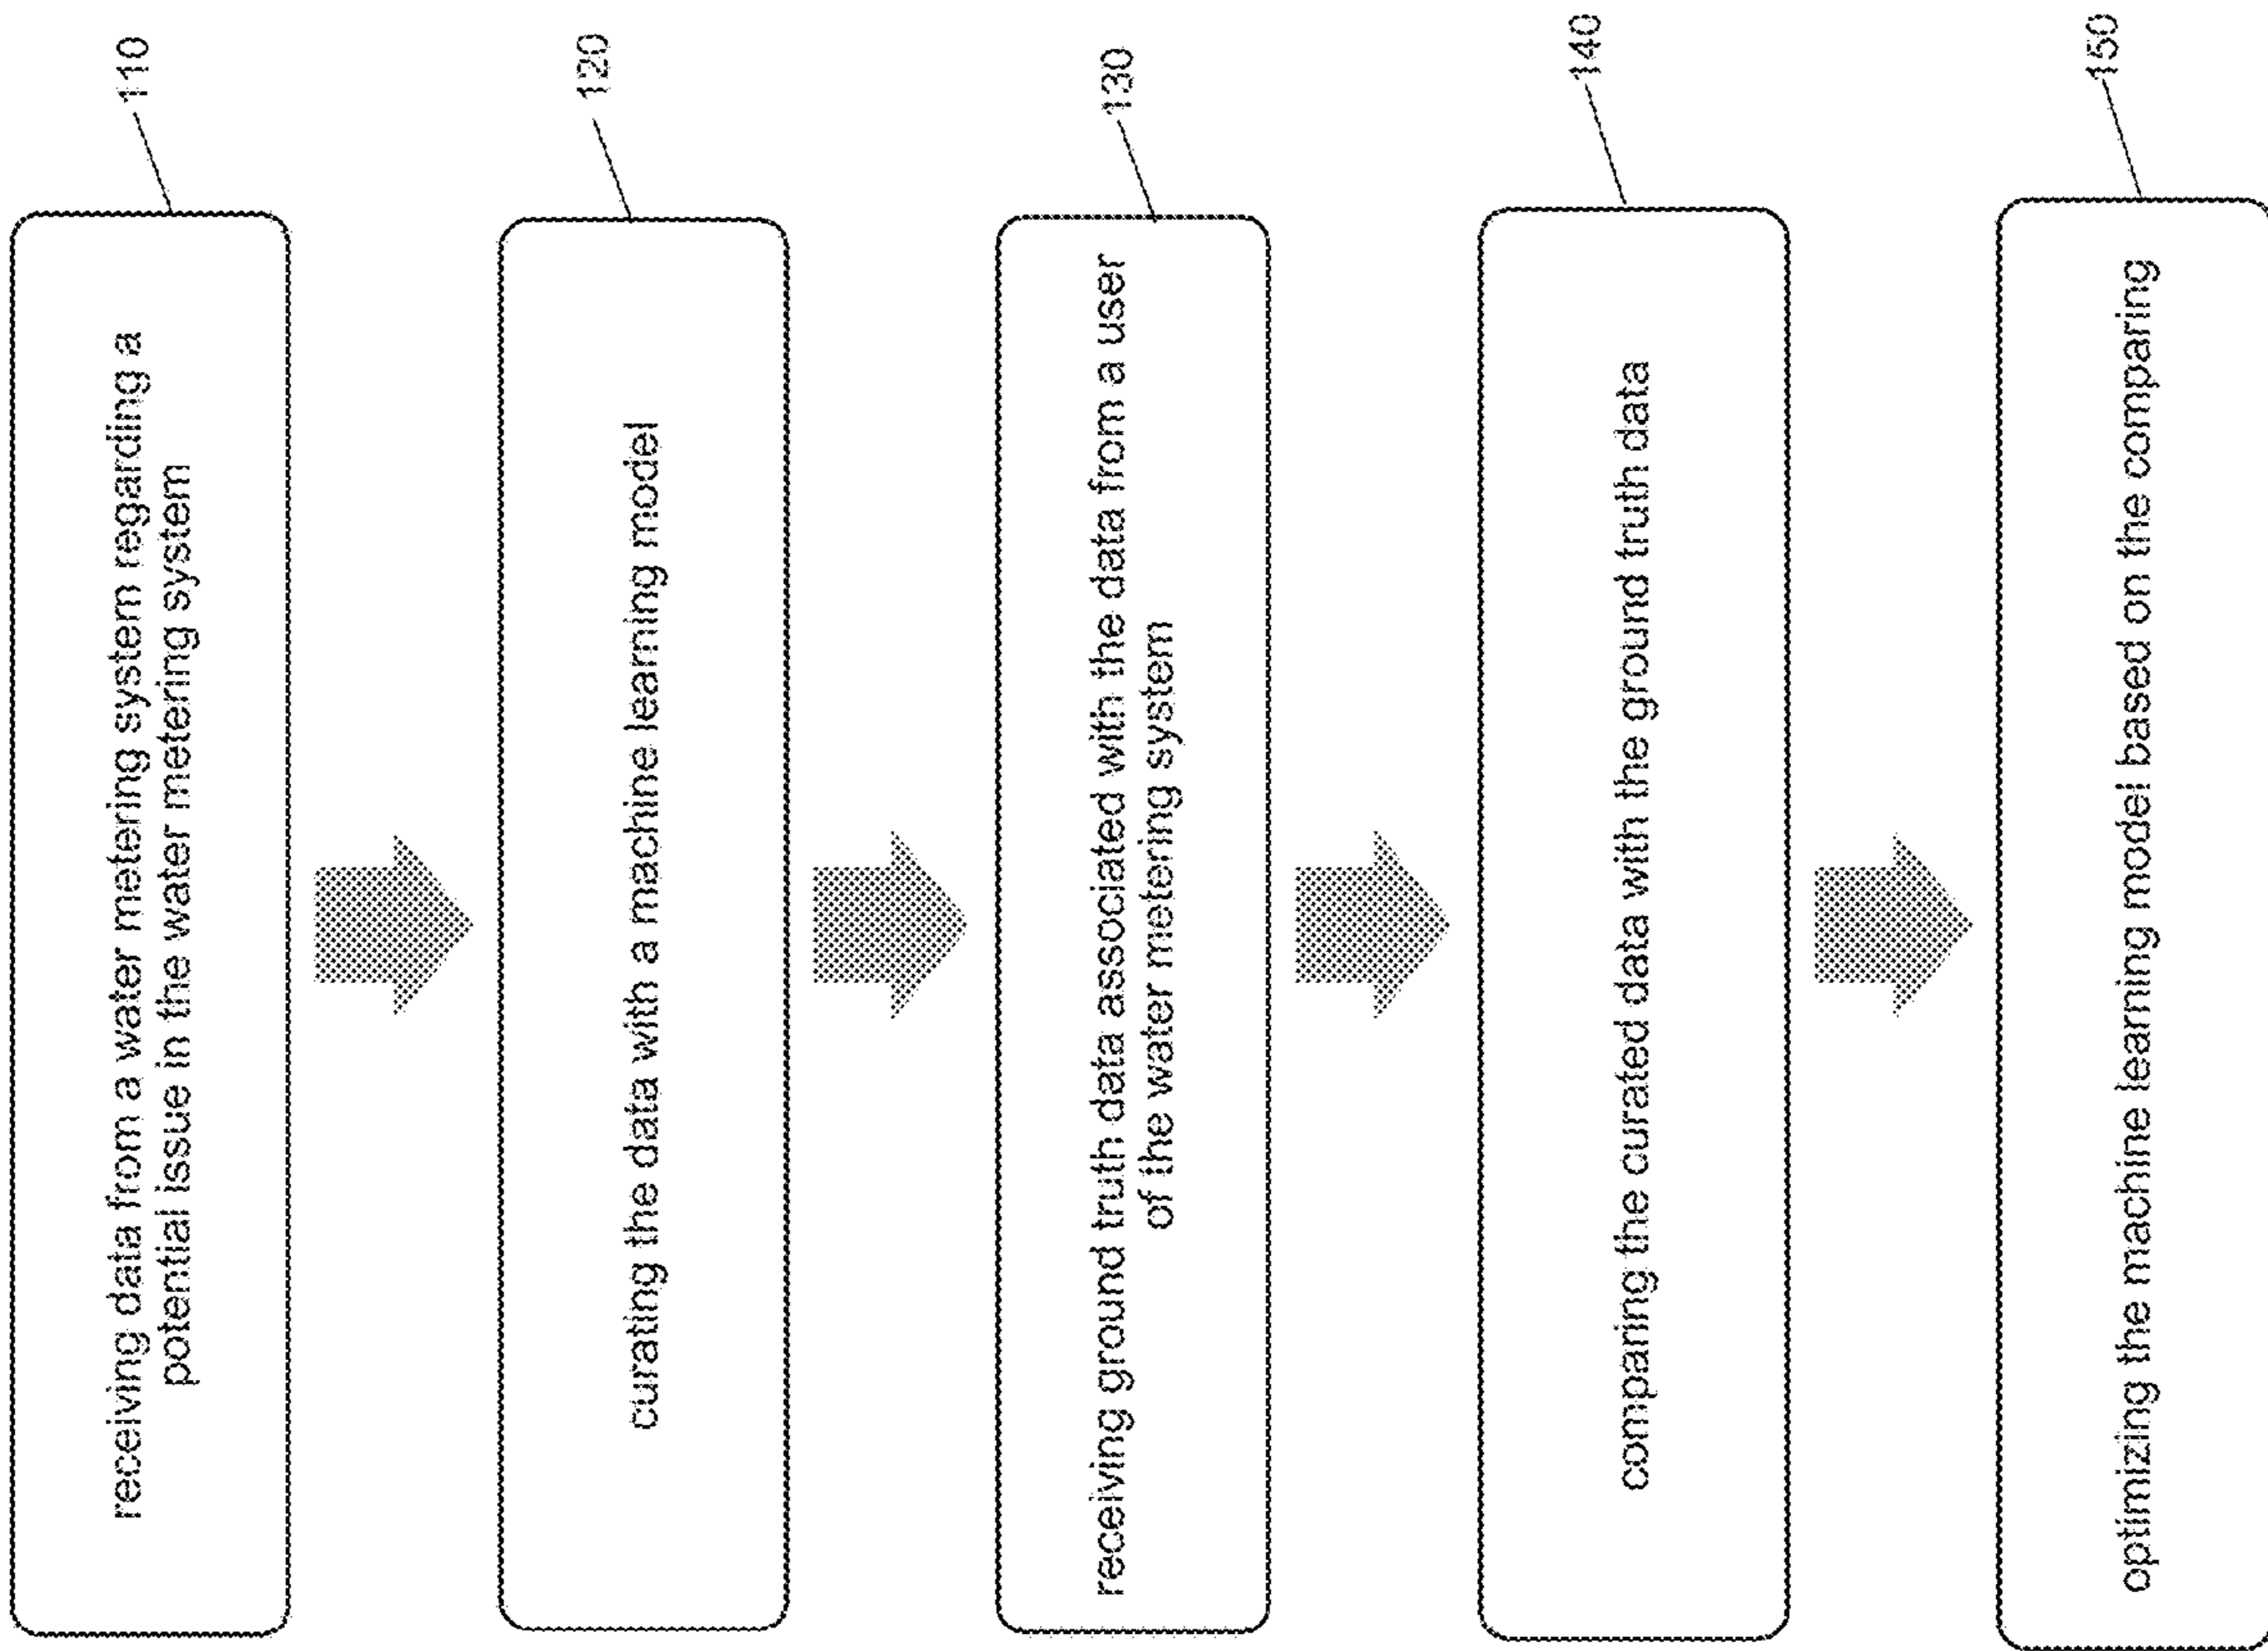 receiving data from a water metering system regarding a
potential issue in the water metering system
110
curating the data with a machine learning model
120
receiving ground truth data associated with the data from a user
of the water metering system
130
comparing the curated data with the ground truth data
140
optimizing the machine learning model based on the comparing
150